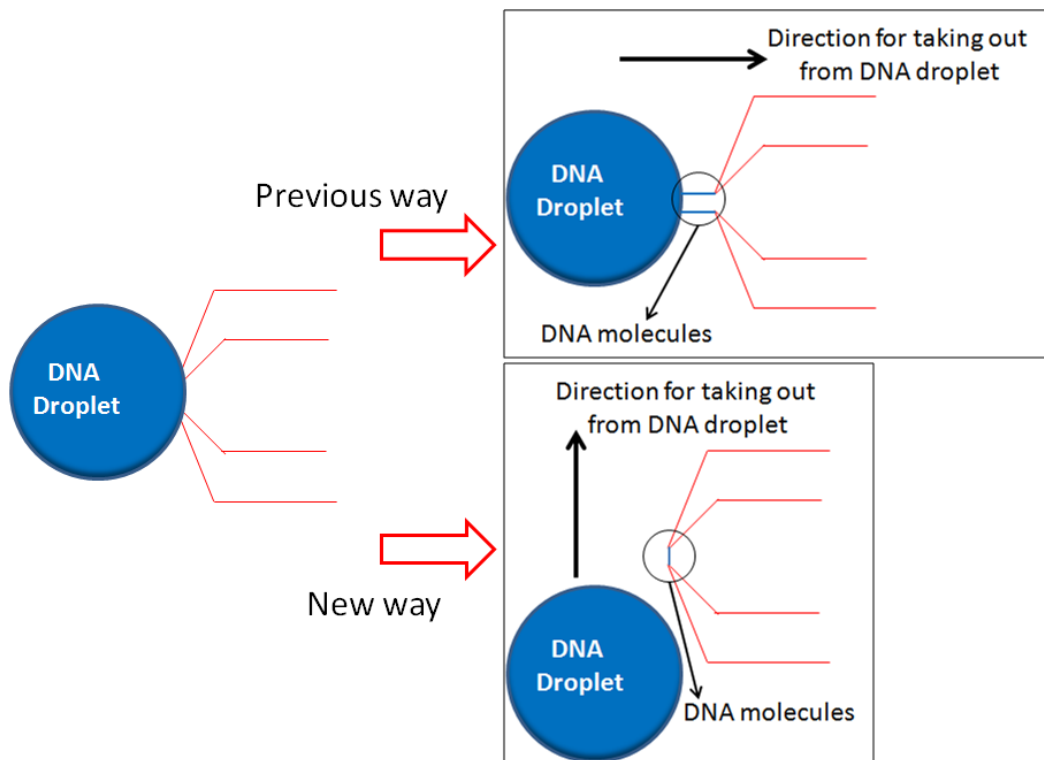 Direction for taking out
from DNA droplet
DNA
Droplet
Previous way
DNA molecules
DNA
Droplet
Direction for taking out
from DNA droplet
New way
DNA
Droplet
DNA molecules